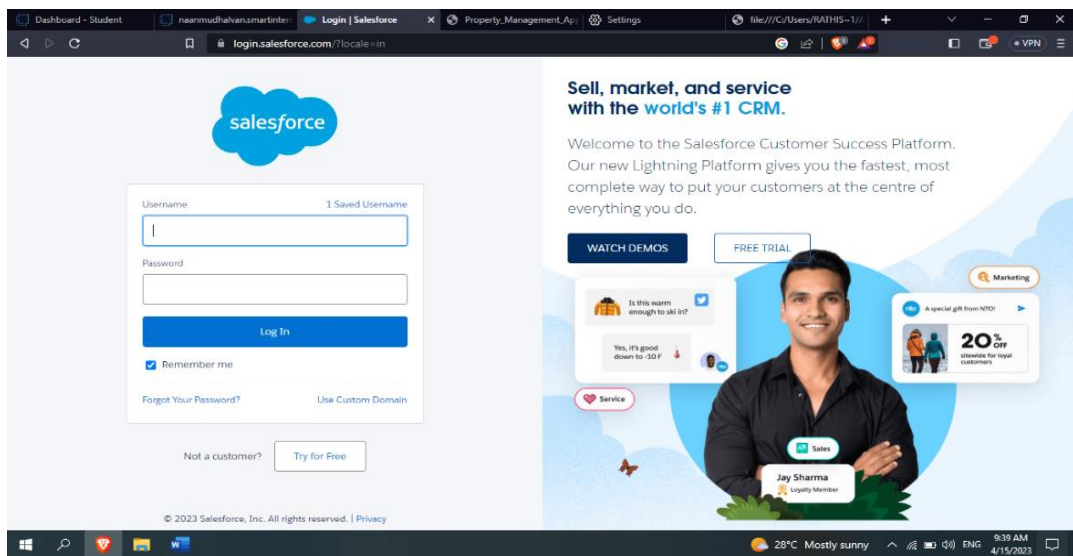 Dashboard - Student
naanmudhalvan.smartintern
Login | Salesforce
Property_Management_App
Settings
file:///C:/Users/RATHIS~1/
login.salesforce.com/?locale=in
VPN
salesforce
Username
1 Saved Username
Password
Log In
Remember me
Forgot Your Password?
Use Custom Domain
Not a customer?
Try for Free
© 2023 Salesforce, Inc. All rights reserved. | Privacy
Sell, market, and service
with the world's #1 CRM.
Welcome to the Salesforce Customer Success Platform.
Our new Lightning Platform gives you the fastest, most
complete way to put your customers at the centre of
everything you do.
WATCH DEMOS
FREE TRIAL
Marketing
Is this warm
enough to ski in?
Yes, it's good
down to -10 F
Service
nto
A special gift from NTO!
20% OFF
sitewide for loyal
customers
Sales
Jay Sharma
Loyalty Member
28°C Mostly sunny
ENG
9:39 AM
4/15/2023